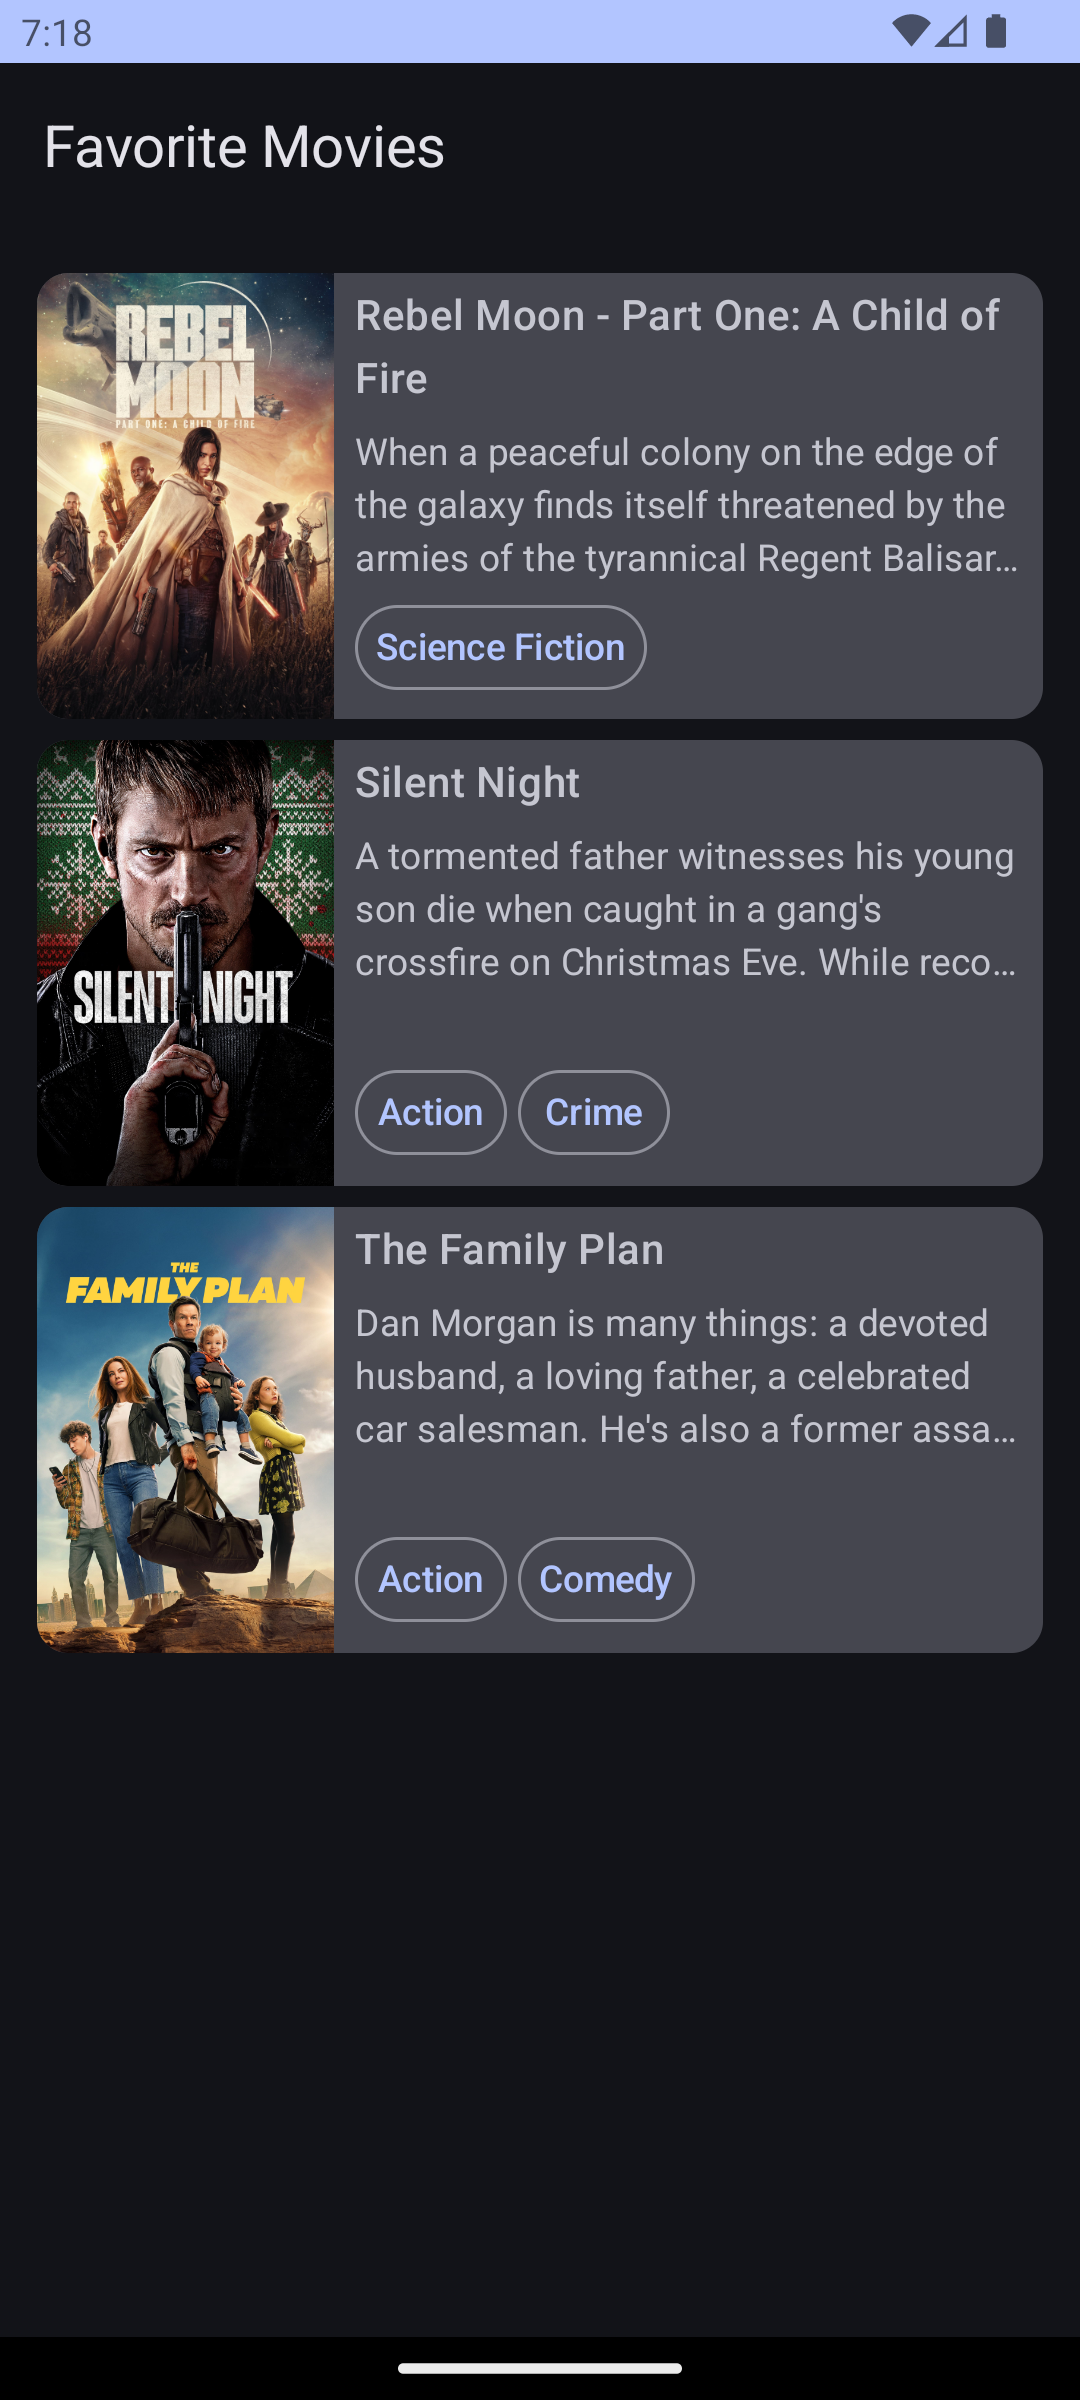 7:18
Favorite Movies
REBEL
MOON
PART ONE: A CHILD OF FIRE
Rebel Moon - Part One: A Child of
Fire
When a peaceful colony on the edge of
the galaxy finds itself threatened by the
armies of the tyrannical Regent Balisar…
Science Fiction
SILENT NIGHT
Silent Night
A tormented father witnesses his young
son die when caught in a gang's
crossfire on Christmas Eve. While reco…
Action Crime
THE
FAMILY PLAN
The Family Plan
Dan Morgan is many things: a devoted
husband, a loving father, a celebrated
car salesman. He's also a former assa…
Action Comedy